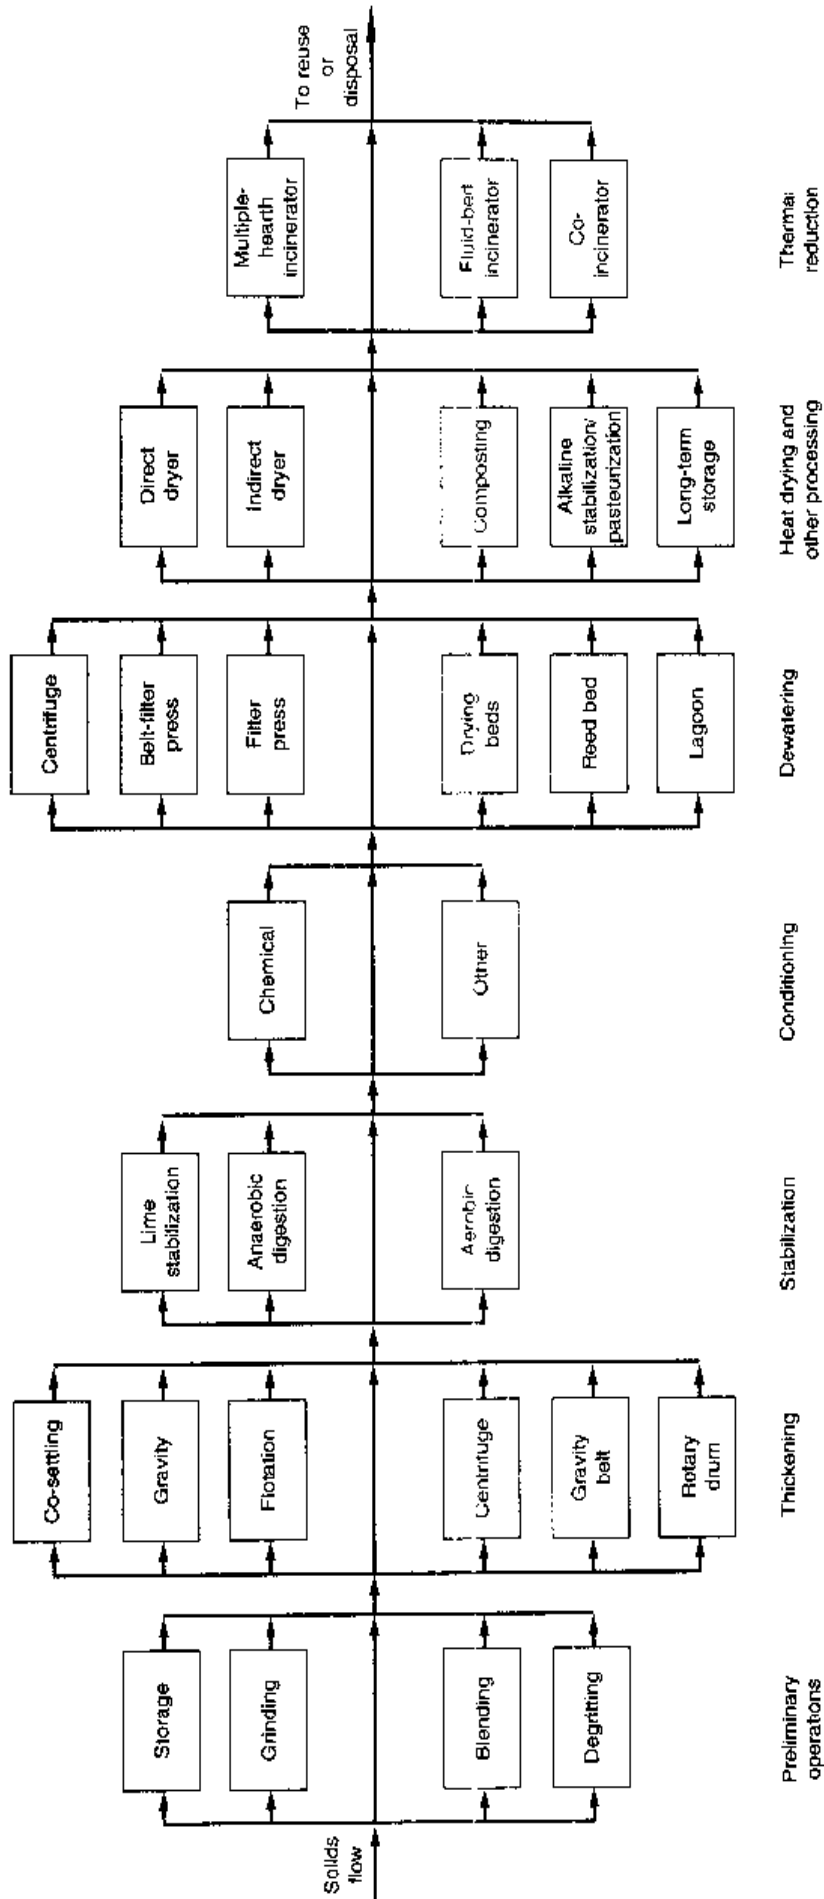 Solids
flow
Storage
Grinding
Blending
Degritting
Preliminary
operations
Co-settling
Gravity
Flotation
Centrifuge
Gravity
belt
Rotary
drum
Thickening
Lime
stabilization
Anaerobic
digestion
Aerobic
digestion
Stabilization
Chemical
Other
Conditioning
Centrifuge
Belt-filter
press
Filter
press
Drying
beds
Reed bed
Lagoon
Dewatering
Direct
dryer
Indirect
dryer
Composting
Alkaline
stabilization/
pasteurization
Long-term
storage
Heat drying and
other processing
Multiple-
hearth
incinerator
Fluid-bert
incinerator
Co-
incinerator
Thermal
reduction
To reuse
or
disposal